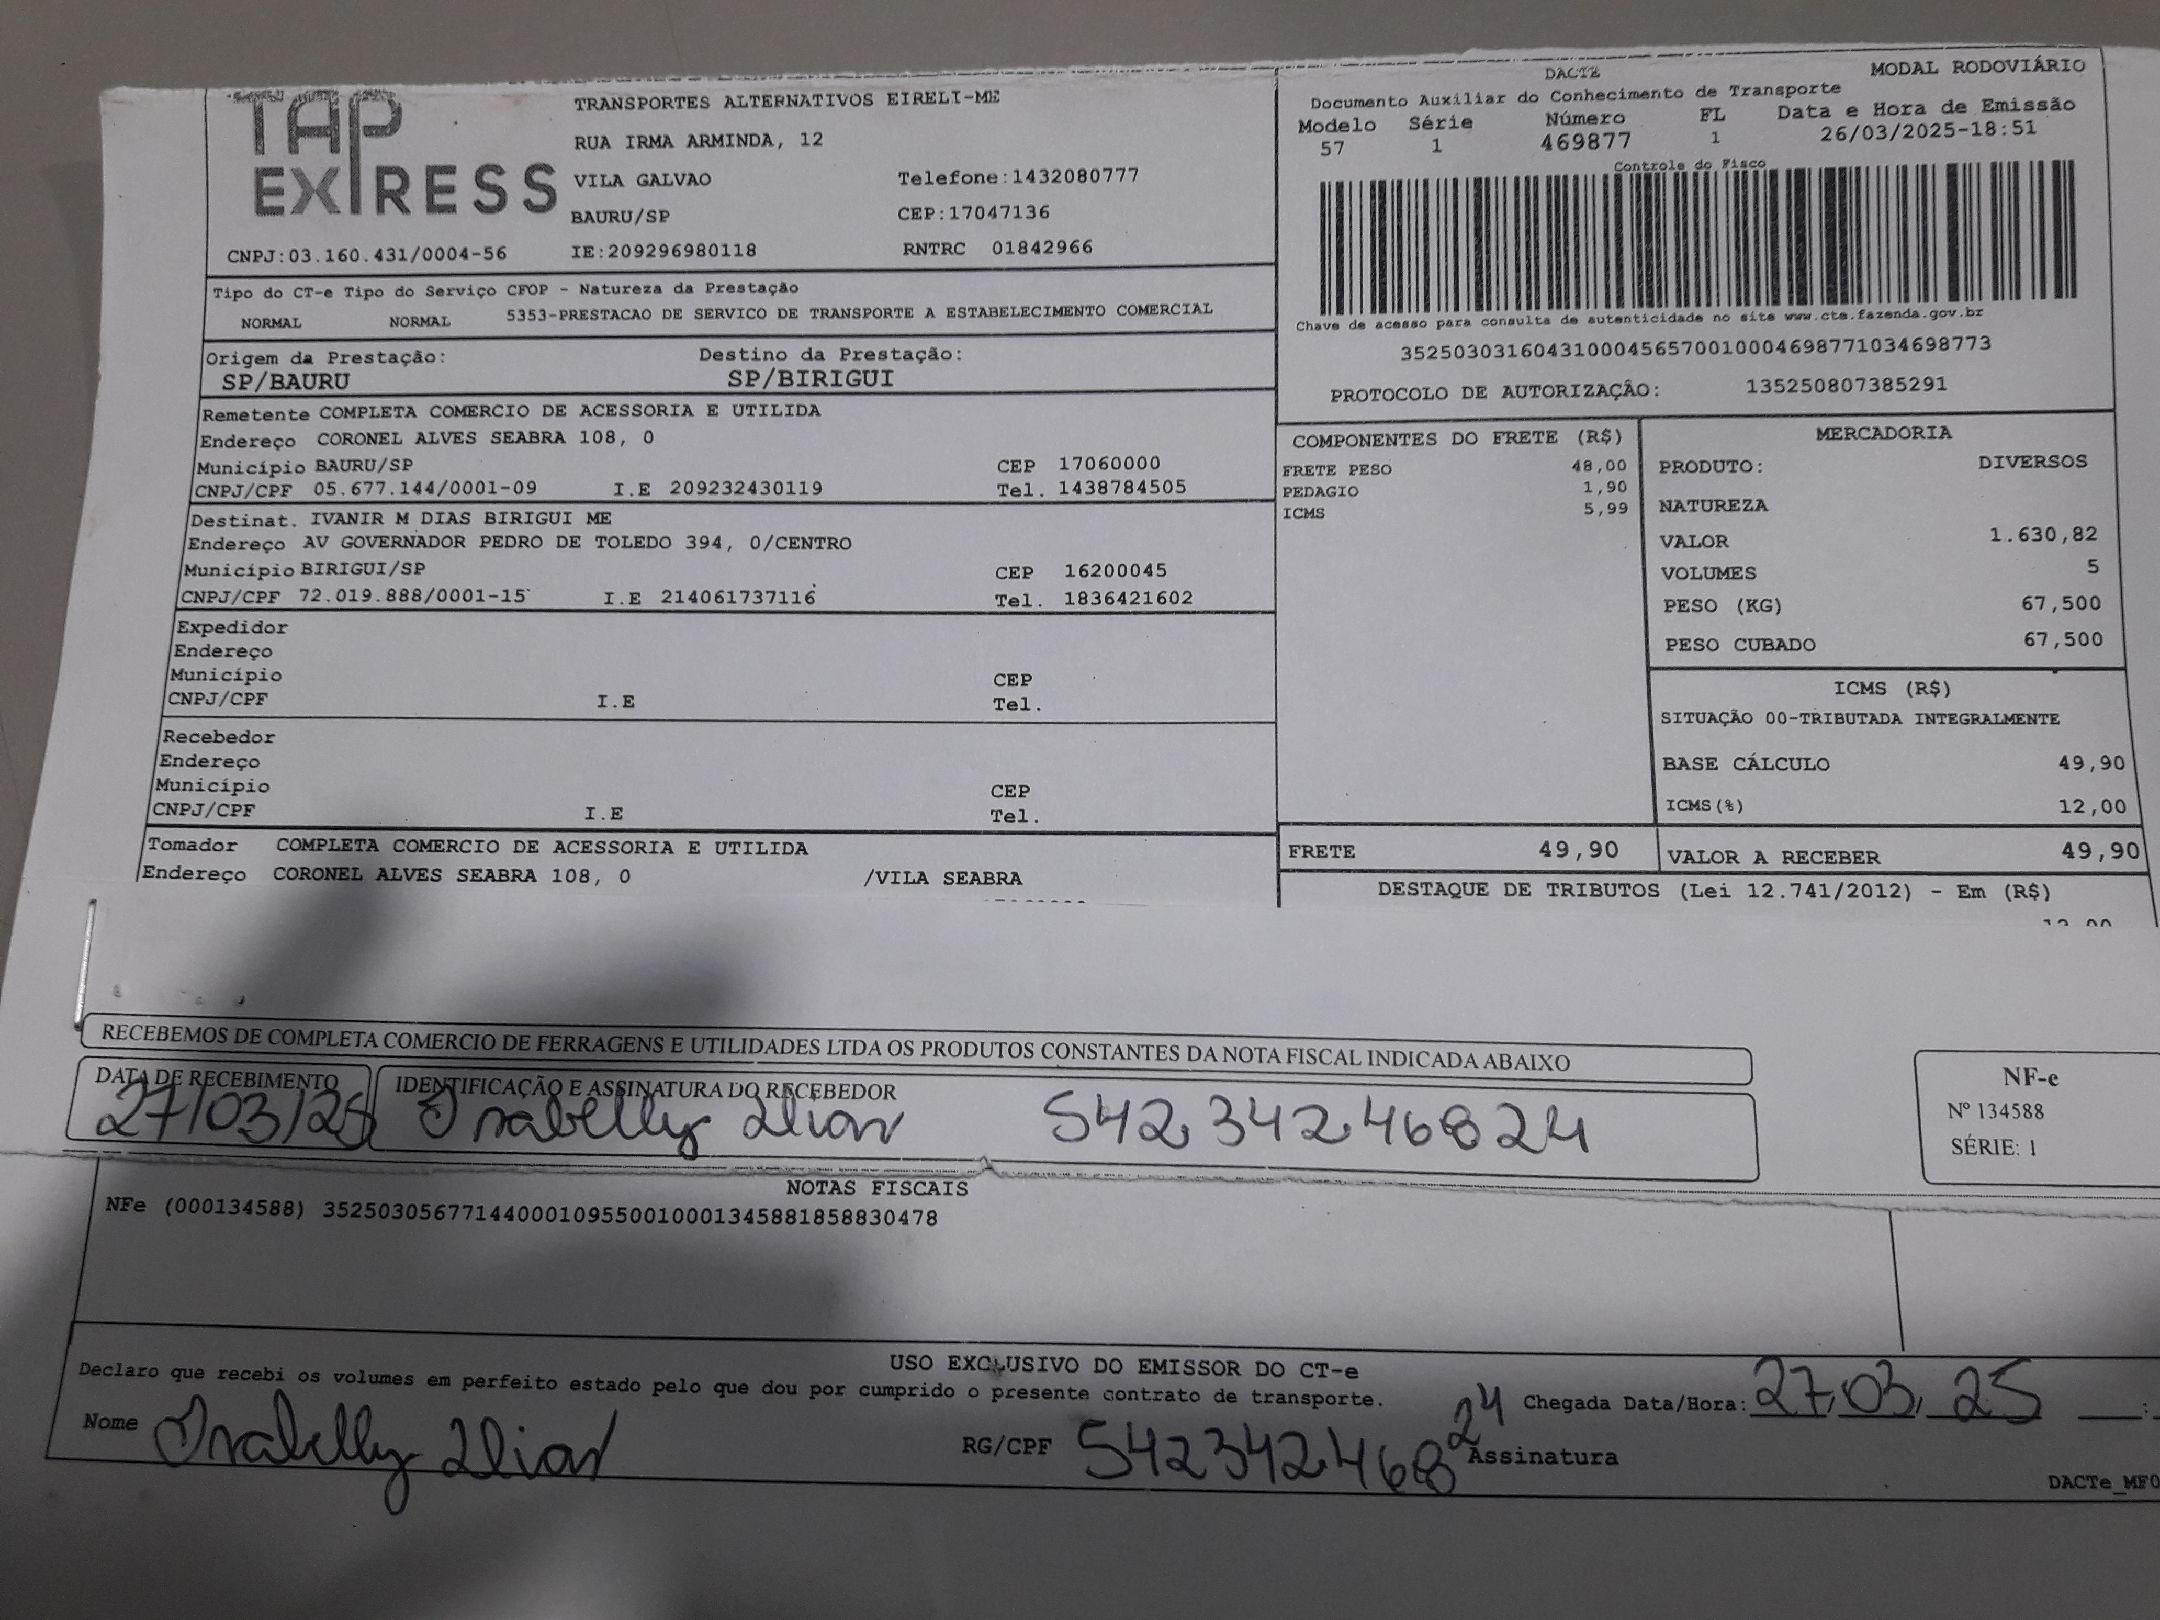 TAP EXPRESS
TRANSPORTES ALTERNATIVOS EIRELI-ME
RUA IRMA ARMINDA, 12
VILA GALVAO Telefone:1432080777
BAURU/SP CEP:17047136
CNPJ:03.160.431/0004-56 IE:209296980118 RNTRC 01842966
DACTE MODAL RODOVIÁRIO
Documento Auxiliar do Conhecimento de Transporte
Modelo Série Número FL Data e Hora de Emissão
57 1 469877 1 26/03/2025-18:51
Controle do Fisco
Chave de acesso para consulta de autenticidade no site www.cte.fazenda.gov.br
35250303160431000456570010004698771034698773
PROTOCOLO DE AUTORIZAÇÃO: 135250807385291
Tipo do CT-e Tipo do Serviço CFOP - Natureza da Prestação
NORMAL NORMAL 5353-PRESTACAO DE SERVICO DE TRANSPORTE A ESTABELECIMENTO COMERCIAL
Origem da Prestação: Destino da Prestação:
SP/BAURU SP/BIRIGUI
Remetente COMPLETA COMERCIO DE ACESSORIA E UTILIDA
Endereço CORONEL ALVES SEABRA 108, 0
Município BAURU/SP CEP 17060000
CNPJ/CPF 05.677.144/0001-09 I.E 209232430119 Tel. 1438784505
Destinat. IVANIR M DIAS BIRIGUI ME
Endereço AV GOVERNADOR PEDRO DE TOLEDO 394, 0/CENTRO
Município BIRIGUI/SP CEP 16200045
CNPJ/CPF 72.019.888/0001-15 I.E 214061737116 Tel. 1836421602
Expedidor
Endereço
Município CEP
CNPJ/CPF I.E Tel.
Recebedor
Endereço
Município CEP
CNPJ/CPF I.E Tel.
Tomador COMPLETA COMERCIO DE ACESSORIA E UTILIDA
Endereço CORONEL ALVES SEABRA 108, 0 /VILA SEABRA
COMPONENTES DO FRETE (R$)
FRETE PESO 48,00
PEDAGIO 1,90
ICMS 5,99
MERCADORIA
PRODUTO: DIVERSOS
NATUREZA
VALOR 1.630,82
VOLUMES 5
PESO (KG) 67,500
PESO CUBADO 67,500
ICMS (R$)
SITUAÇÃO 00-TRIBUTADA INTEGRALMENTE
BASE CÁLCULO 49,90
ICMS(%) 12,00
FRETE 49,90 VALOR A RECEBER 49,90
DESTAQUE DE TRIBUTOS (Lei 12.741/2012) - Em (R$)
RECEBEMOS DE COMPLETA COMERCIO DE FERRAGENS E UTILIDADES LTDA OS PRODUTOS CONSTANTES DA NOTA FISCAL INDICADA ABAIXO
DATA DE RECEBIMENTO IDENTIFICAÇÃO E ASSINATURA DO RECEBEDOR
27/03/25 Isabelly Dias 54234246824
NF-e
Nº 134588
SÉRIE: 1
NOTAS FISCAIS
NFe (000134588) 35250305677144000109550010001345881858830478
USO EXCLUSIVO DO EMISSOR DO CT-e
Declaro que recebi os volumes em perfeito estado pelo que dou por cumprido o presente contrato de transporte.
Chegada Data/Hora: 27/03/25 :
Nome Isabelly Dias RG/CPF 54234246824 Assinatura
DACTe_MF0